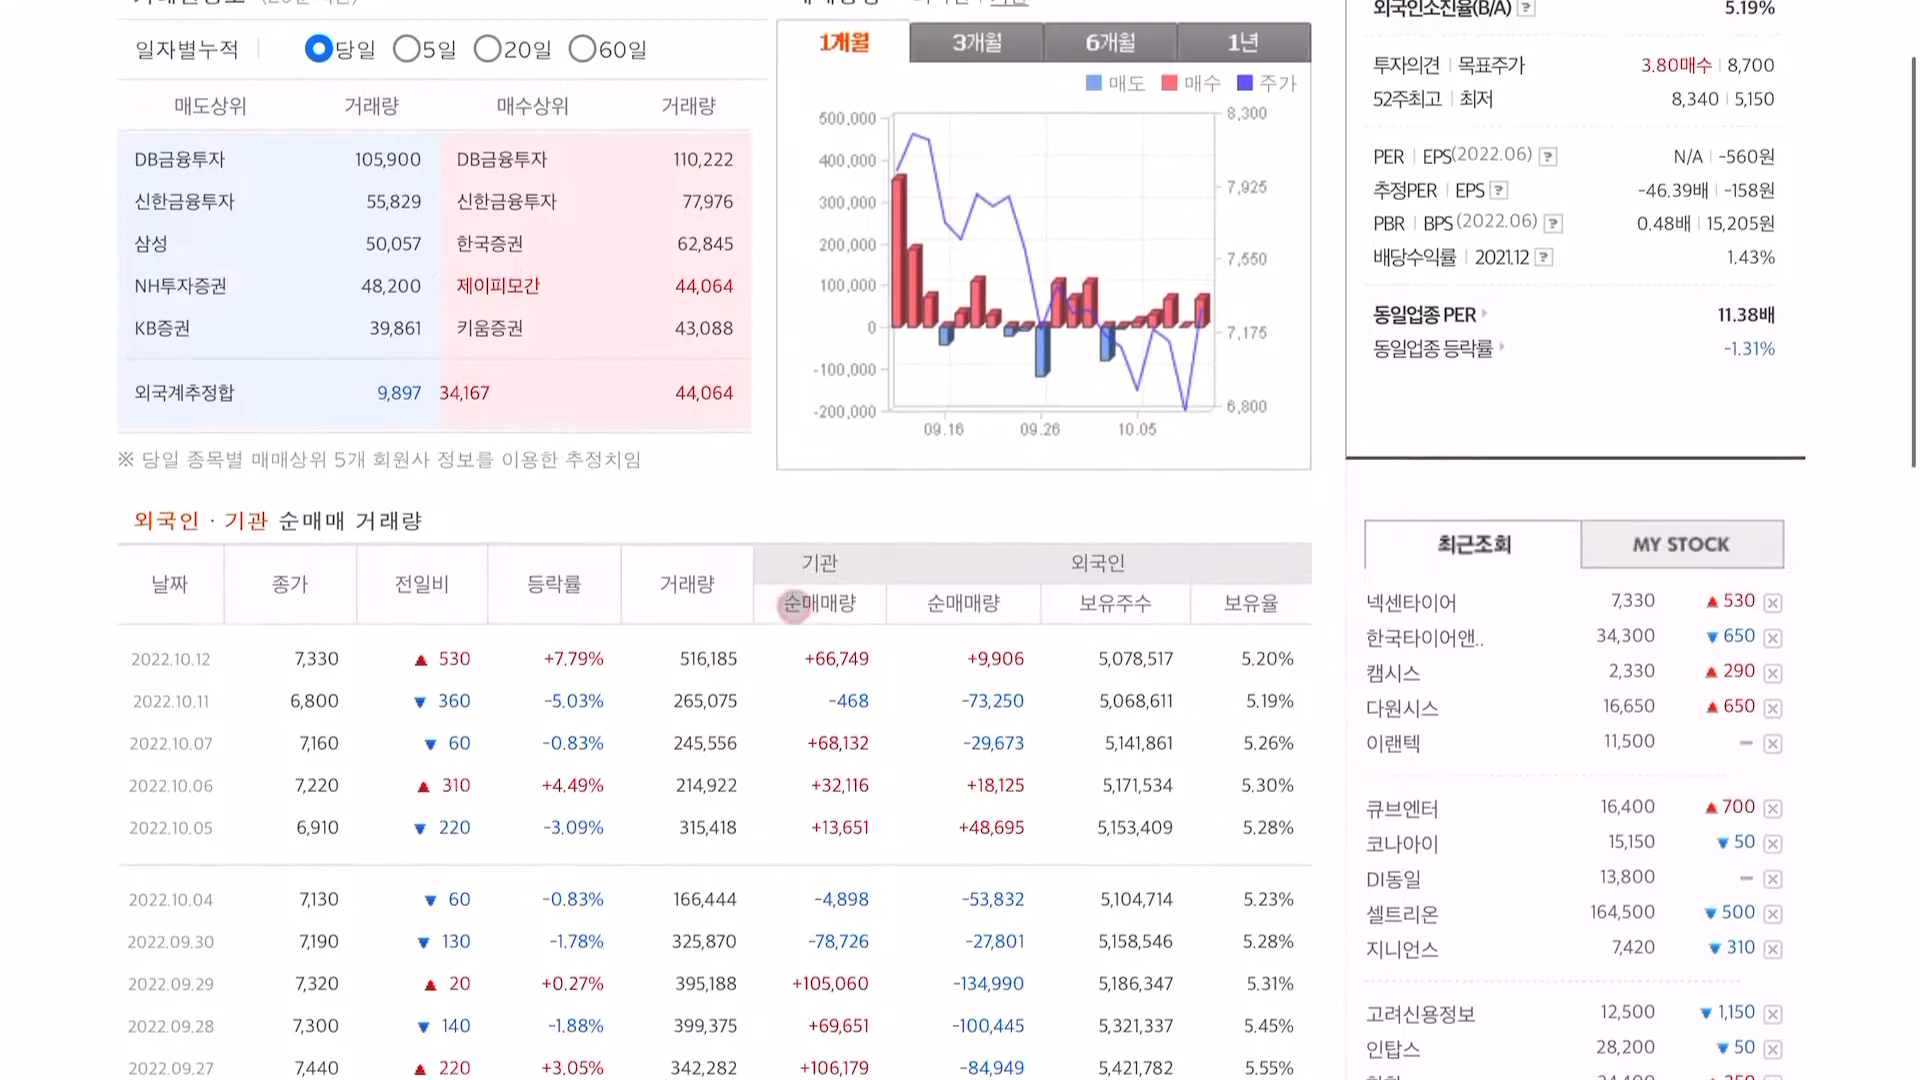 일자별누적 당일 5일 20일 60일
매도상위 거래량 매수상위 거래량
DB금융투자 105,900 DB금융투자 110,222
신한금융투자 55,829 신한금융투자 77,976
삼성 50,057 한국증권 62,845
NH투자증권 48,200 제이피모간 44,064
KB증권 39,861 키움증권 43,088
외국계추정합 9,897 34,167 44,064
※ 당일 종목별 매매상위 5개 회원사 정보를 이용한 추정치임
1개월 3개월 6개월 1년
매도 매수 주가
500,000 8,300
400,000
300,000 7,925
200,000 7,550
100,000
0 7,175
-100,000
-200,000 6,800
09.16 09.26 10.05
외국인 · 기관 순매매 거래량
날짜 종가 전일비 등락률 거래량 기관 외국인
순매매량 순매매량 보유주수 보유율
2022.10.12 7,330 ▲ 530 +7.79% 516,185 +66,749 +9,906 5,078,517 5.20%
2022.10.11 6,800 ▼ 360 -5.03% 265,075 -468 -73,250 5,068,611 5.19%
2022.10.07 7,160 ▼ 60 -0.83% 245,556 +68,132 -29,673 5,141,861 5.26%
2022.10.06 7,220 ▲ 310 +4.49% 214,922 +32,116 +18,125 5,171,534 5.30%
2022.10.05 6,910 ▼ 220 -3.09% 315,418 +13,651 +48,695 5,153,409 5.28%
2022.10.04 7,130 ▼ 60 -0.83% 166,444 -4,898 -53,832 5,104,714 5.23%
2022.09.30 7,190 ▼ 130 -1.78% 325,870 -78,726 -27,801 5,158,546 5.28%
2022.09.29 7,320 ▲ 20 +0.27% 395,188 +105,060 -134,990 5,186,347 5.31%
2022.09.28 7,300 ▼ 140 -1.88% 399,375 +69,651 -100,445 5,321,337 5.45%
2022.09.27 7,440 ▲ 220 +3.05% 342,282 +106,179 -84,949 5,421,782 5.55%
외국인소진율(B/A) ? 5.19%
투자의견 | 목표주가 3.80매수 | 8,700
52주최고 | 최저 8,340 | 5,150
PER | EPS(2022.06) ? N/A | -560원
추정PER | EPS ? -46.39배 | -158원
PBR | BPS (2022.06) ? 0.48배 | 15,205원
배당수익률 | 2021.12 ? 1.43%
동일업종 PER 11.38배
동일업종 등락률 -1.31%
최근조회 MY STOCK
넥센타이어 7,330 ▲ 530
한국타이어앤.. 34,300 ▼ 650
캠시스 2,330 ▲ 290
다원시스 16,650 ▲ 650
이랜텍 11,500 -
큐브엔터 16,400 ▲ 700
코나아이 15,150 ▼ 50
DI동일 13,800 -
셀트리온 164,500 ▼ 500
지니언스 7,420 ▼ 310
고려신용정보 12,500 ▼ 1,150
인탑스 28,200 ▼ 50